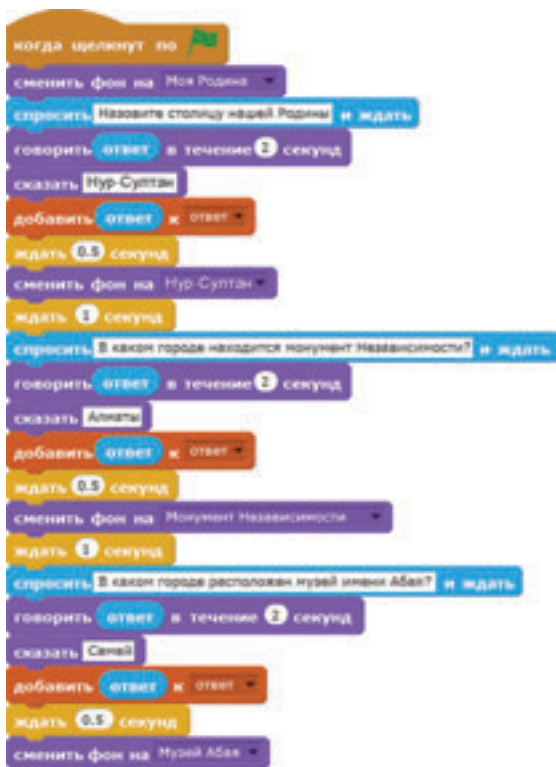 когда щелкнут по
сменить фон на Моя Родина
спросить Назовите столицу нашей Родины и ждать
говорить ответ в течение 2 секунд
сказать Нур-Султан
добавить ответ к ответ
ждать 0.5 секунд
сменить фон на Нур-Султан
ждать 1 секунд
спросить В каком городе находится монумент Независимости? и ждать
говорить ответ в течение 2 секунд
сказать Алматы
добавить ответ к ответ
ждать 0.5 секунд
сменить фон на Монумент Независимости
ждать 1 секунд
спросить В каком городе расположен музей имени Абая? и ждать
говорить ответ в течение 2 секунд
сказать Семей
добавить ответ к ответ
ждать 0.5 секунд
сменить фон на Музей Абая